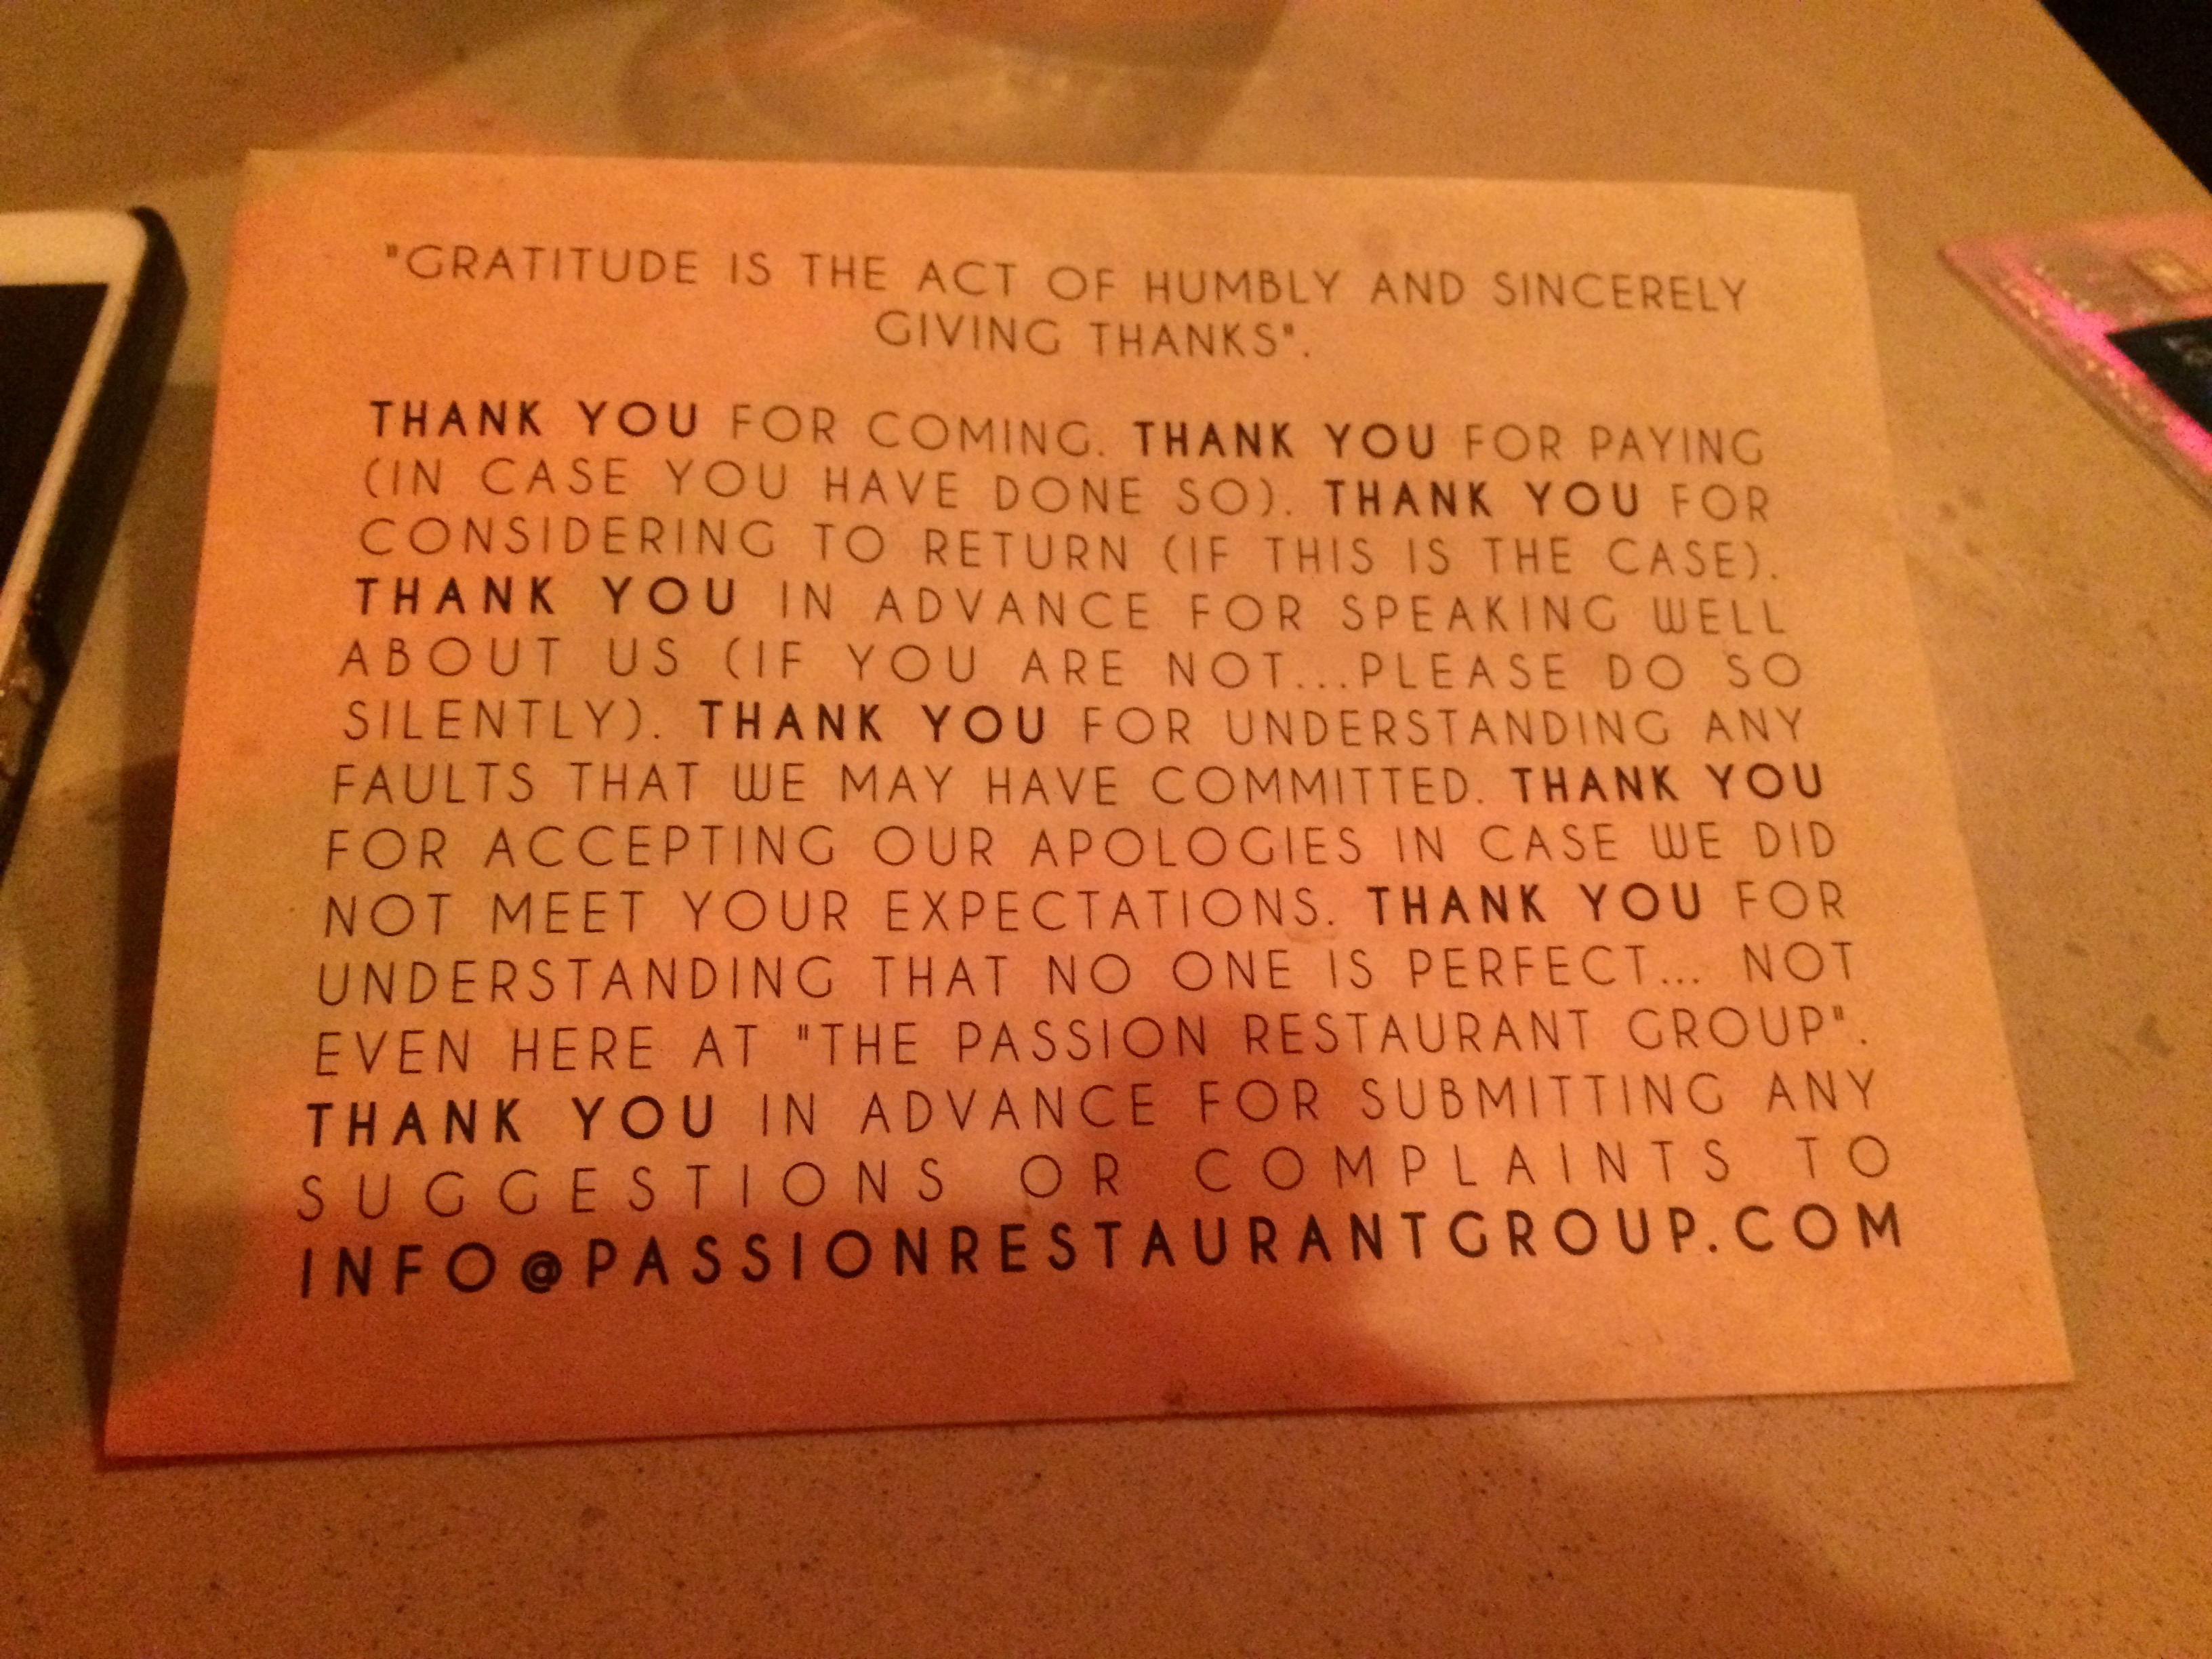 "GRATITUDE IS THE ACT OF HUMBLY AND SINCERELY
GIVING THANKS".
THANK YOU FOR COMING. THANK YOU FOR PAYING
(IN CASE YOU HAVE DONE SO). THANK YOU FOR
CONSIDERING TO RETURN (IF THIS IS THE CASE).
THANK YOU IN ADVANCE FOR SPEAKING WELL
ABOUT US (IF YOU ARE NOT...PLEASE DO SO
SILENTLY). THANK YOU FOR UNDERSTANDING ANY
FAULTS THAT WE MAY HAVE COMMITTED. THANK YOU
FOR ACCEPTING OUR APOLOGIES IN CASE WE DID
NOT MEET YOUR EXPECTATIONS. THANK YOU FOR
UNDERSTANDING THAT NO ONE IS PERFECT... NOT
EVEN HERE AT "THE PASSION RESTAURANT GROUP".
THANK YOU IN ADVANCE FOR SUBMITTING ANY
SUGGESTIONS OR COMPLAINTS TO
INFO@PASSIONRESTAURANTGROUP.COM